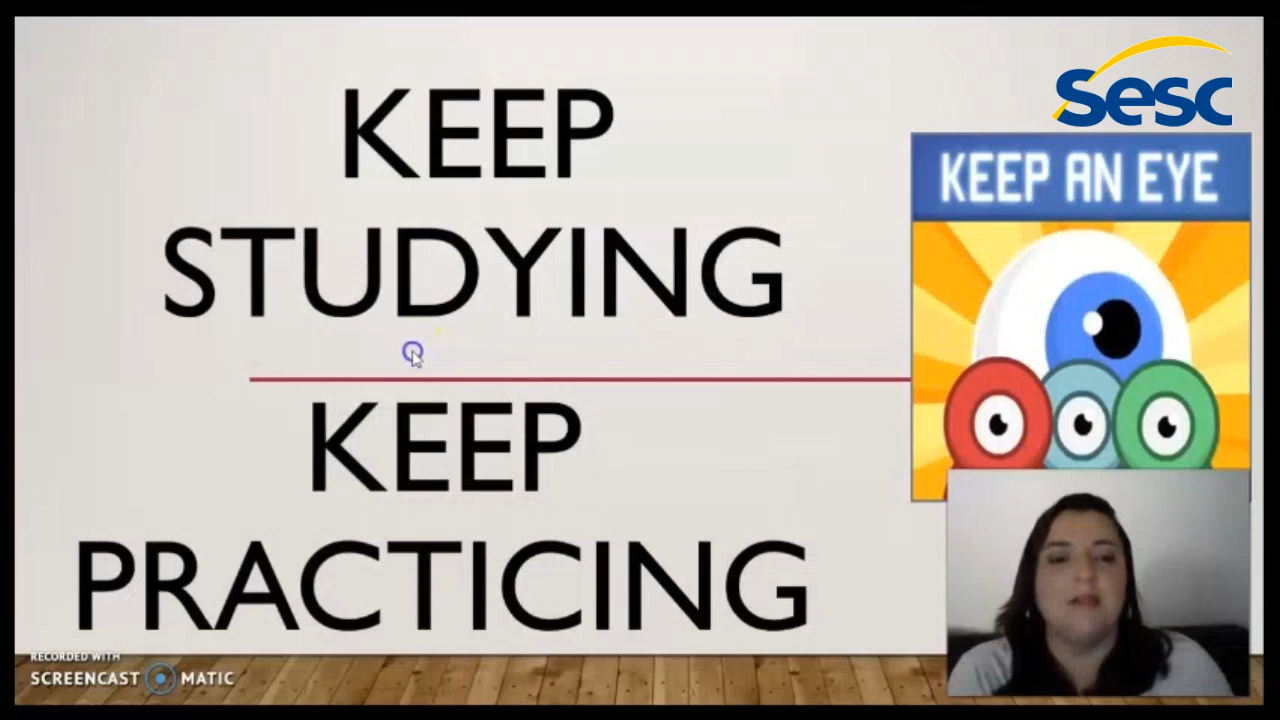 KEEP
STUDYING
KEEP
PRACTICING
Sesc
KEEP AN EYE
RECORDED WITH
SCREENCAST MATIC